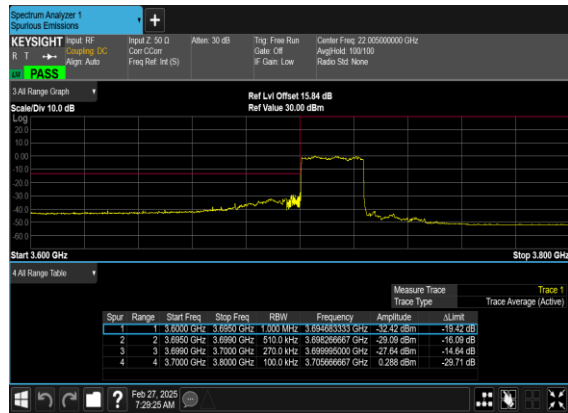 Spectrum Analyzer 1
Spurious Emissions
+
KEYSIGHT Input: RF Input Z: 50 Ω Atten: 30 dB Trig: Free Run Center Freq: 22.005000000 GHz
R T Coupling: DC Corr CCorr Gate: Off Avg|Hold: 100/100
Align: Auto Freq Ref: Int (S) IF Gain: Low Radio Std: None
PASS
3 All Range Graph
Ref Lvl Offset 15.84 dB
Scale/Div 10.0 dB Ref Value 30.00 dBm
Log
20.0
10.0
0.00
-10.0
-20.0
-30.0
-40.0
-50.0
-60.0
Start 3.600 GHz Stop 3.800 GHz
4 All Range Table
Measure Trace Trace 1
Trace Type Trace Average (Active)
Spur Range Start Freq Stop Freq RBW Frequency Amplitude ΔLimit
1 1 3.6000 GHz 3.6950 GHz 1.000 MHz 3.694683333 GHz -32.42 dBm -19.42 dB
2 2 3.6950 GHz 3.6990 GHz 510.0 kHz 3.698266667 GHz -29.09 dBm -16.09 dB
3 3 3.6990 GHz 3.7000 GHz 270.0 kHz 3.699995000 GHz -27.64 dBm -14.64 dB
4 4 3.7000 GHz 3.8000 GHz 100.0 kHz 3.705666667 GHz 0.288 dBm -29.71 dB
? Feb 27, 2025
7:29:25 AM